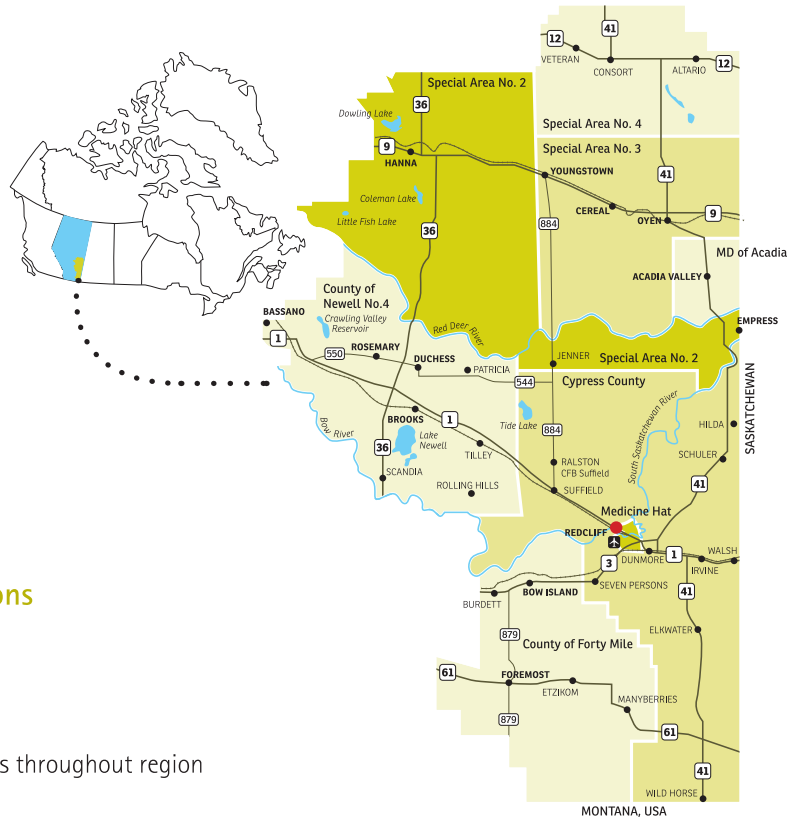 41
12
VETERAN
CONSORT
ALTARIO
12
Special Area No. 2
36
Dowling Lake
Special Area No. 4
9
HANNA
Special Area No. 3
YOUNGSTOWN
41
Coleman Lake
CEREAL
9
OYEN
Little Fish Lake
884
36
MD of Acadia
ACADIA VALLEY
County of
Newell No.4
BASSANO
Crawling Valley
Reservoir
Red Deer
River
EMPRESS
1
550
ROSEMARY
DUCHESS
PATRICIA
JENNER
Special Area No. 2
544
Cypress County
SASKATCHEWAN
South Saskatchewan River
Tide Lake
BROOKS
1
884
HILDA
Bow River
Lake
Newell
36
TILLEY
SCHULER
SCANDIA
RALSTON
CFB Suffield
41
ROLLING HILLS
SUFFIELD
Medicine Hat
REDCLIFF
DUNMORE
1
WALSH
IRVINE
3
SEVEN PERSONS
41
BOW ISLAND
BURDETT
ons
879
County of Forty Mile
ELKWATER
61
FOREMOST
ETZIKOM
MANYBERRIES
879
61
s throughout region
41
WILD HORSE
MONTANA, USA